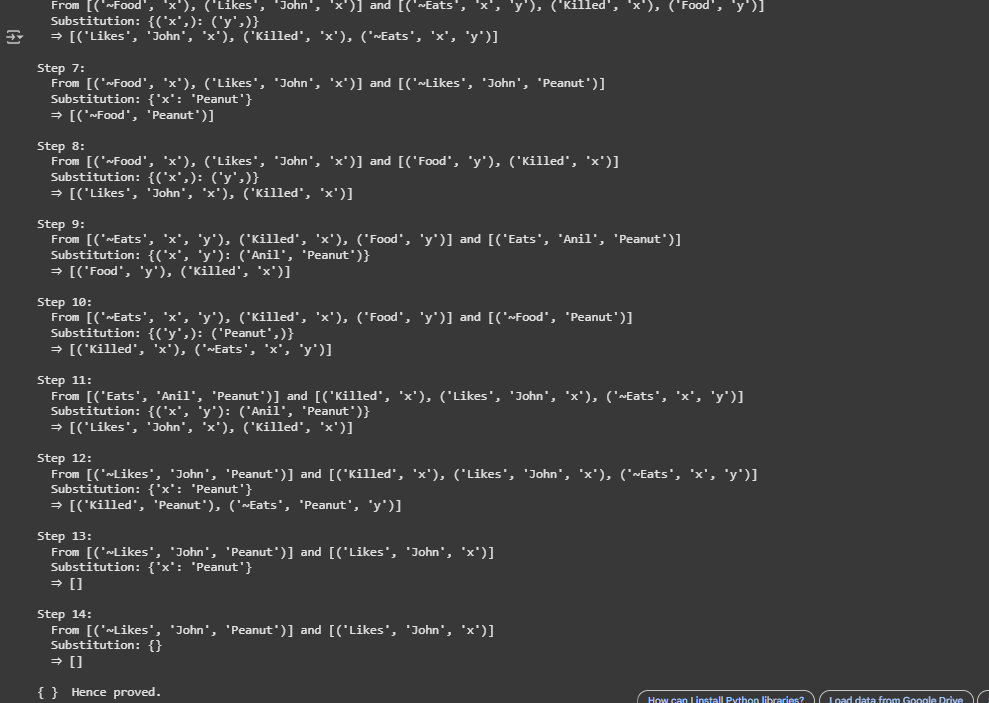 From [('~Food', 'x'), ('Likes', 'John', 'x')] and [('~Eats', 'x', 'y'), ('Killed', 'x'), ('Food', 'y')]
Substitution: {('x',): ('y',)}
⇒ [('Likes', 'John', 'x'), ('Killed', 'x'), ('~Eats', 'x', 'y')]
Step 7:
From [('~Food', 'x'), ('Likes', 'John', 'x')] and [('~Likes', 'John', 'Peanut')]
Substitution: {'x': 'Peanut'}
⇒ [('~Food', 'Peanut')]
Step 8:
From [('~Food', 'x'), ('Likes', 'John', 'x')] and [('Food', 'y'), ('Killed', 'x')]
Substitution: {('x',): ('y',)}
⇒ [('Likes', 'John', 'x'), ('Killed', 'x')]
Step 9:
From [('~Eats', 'x', 'y'), ('Killed', 'x'), ('Food', 'y')] and [('Eats', 'Anil', 'Peanut')]
Substitution: {('x', 'y'): ('Anil', 'Peanut')}
⇒ [('Food', 'y'), ('Killed', 'x')]
Step 10:
From [('~Eats', 'x', 'y'), ('Killed', 'x'), ('Food', 'y')] and [('~Food', 'Peanut')]
Substitution: {('y',): ('Peanut',)}
⇒ [('Killed', 'x'), ('~Eats', 'x', 'y')]
Step 11:
From [('Eats', 'Anil', 'Peanut')] and [('Killed', 'x'), ('Likes', 'John', 'x'), ('~Eats', 'x', 'y')]
Substitution: {('x', 'y'): ('Anil', 'Peanut')}
⇒ [('Likes', 'John', 'x'), ('Killed', 'x')]
Step 12:
From [('~Likes', 'John', 'Peanut')] and [('Killed', 'x'), ('Likes', 'John', 'x'), ('~Eats', 'x', 'y')]
Substitution: {'x': 'Peanut'}
⇒ [('Killed', 'Peanut'), ('~Eats', 'Peanut', 'y')]
Step 13:
From [('~Likes', 'John', 'Peanut')] and [('Likes', 'John', 'x')]
Substitution: {'x': 'Peanut'}
⇒ []
Step 14:
From [('~Likes', 'John', 'Peanut')] and [('Likes', 'John', 'x')]
Substitution: {}
⇒ []
{ } Hence proved.
How can I install Python libraries? Load data from Google Drive